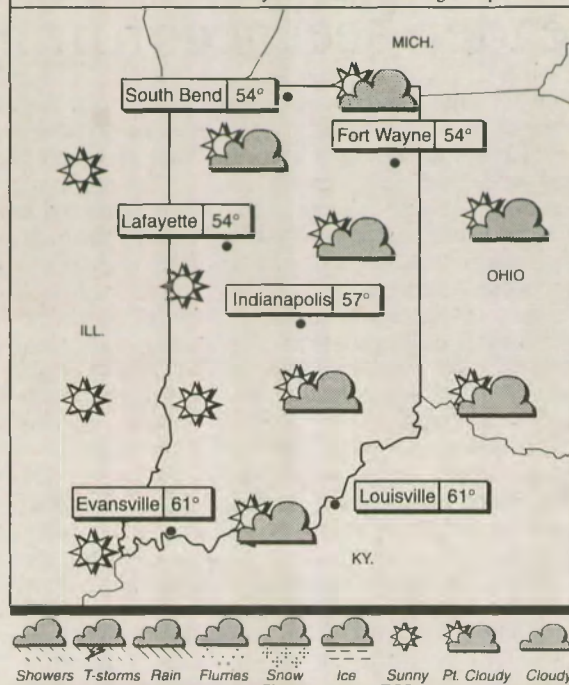 MICH.
South Bend 54°
Fort Wayne 54°
Lafayette 54°
OHIO
Indianapolis 57°
ILL.
Evansville 61°
Louisville 61°
KY.
Showers T-storms Rain Flurries Snow Ice Sunny Pt. Cloudy Cloudy